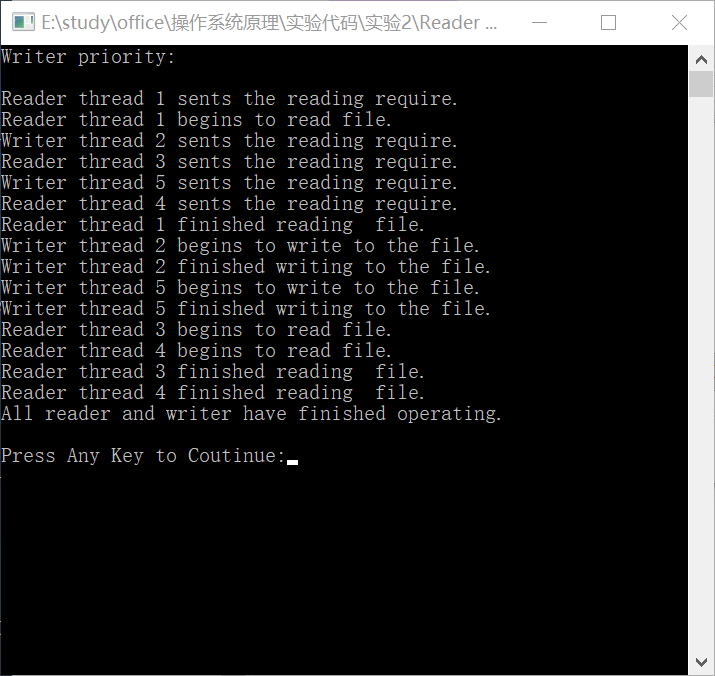 E:\study\office\操作系统原理\实验代码\实验2\Reader ...
Writer priority:
Reader thread 1 sents the reading require.
Reader thread 1 begins to read file.
Writer thread 2 sents the reading require.
Reader thread 3 sents the reading require.
Writer thread 5 sents the reading require.
Reader thread 4 sents the reading require.
Reader thread 1 finished reading  file.
Writer thread 2 begins to write to the file.
Writer thread 2 finished writing to the file.
Writer thread 5 begins to write to the file.
Writer thread 5 finished writing to the file.
Reader thread 3 begins to read file.
Reader thread 4 begins to read file.
Reader thread 3 finished reading  file.
Reader thread 4 finished reading  file.
All reader and writer have finished operating.
Press Any Key to Coutinue: